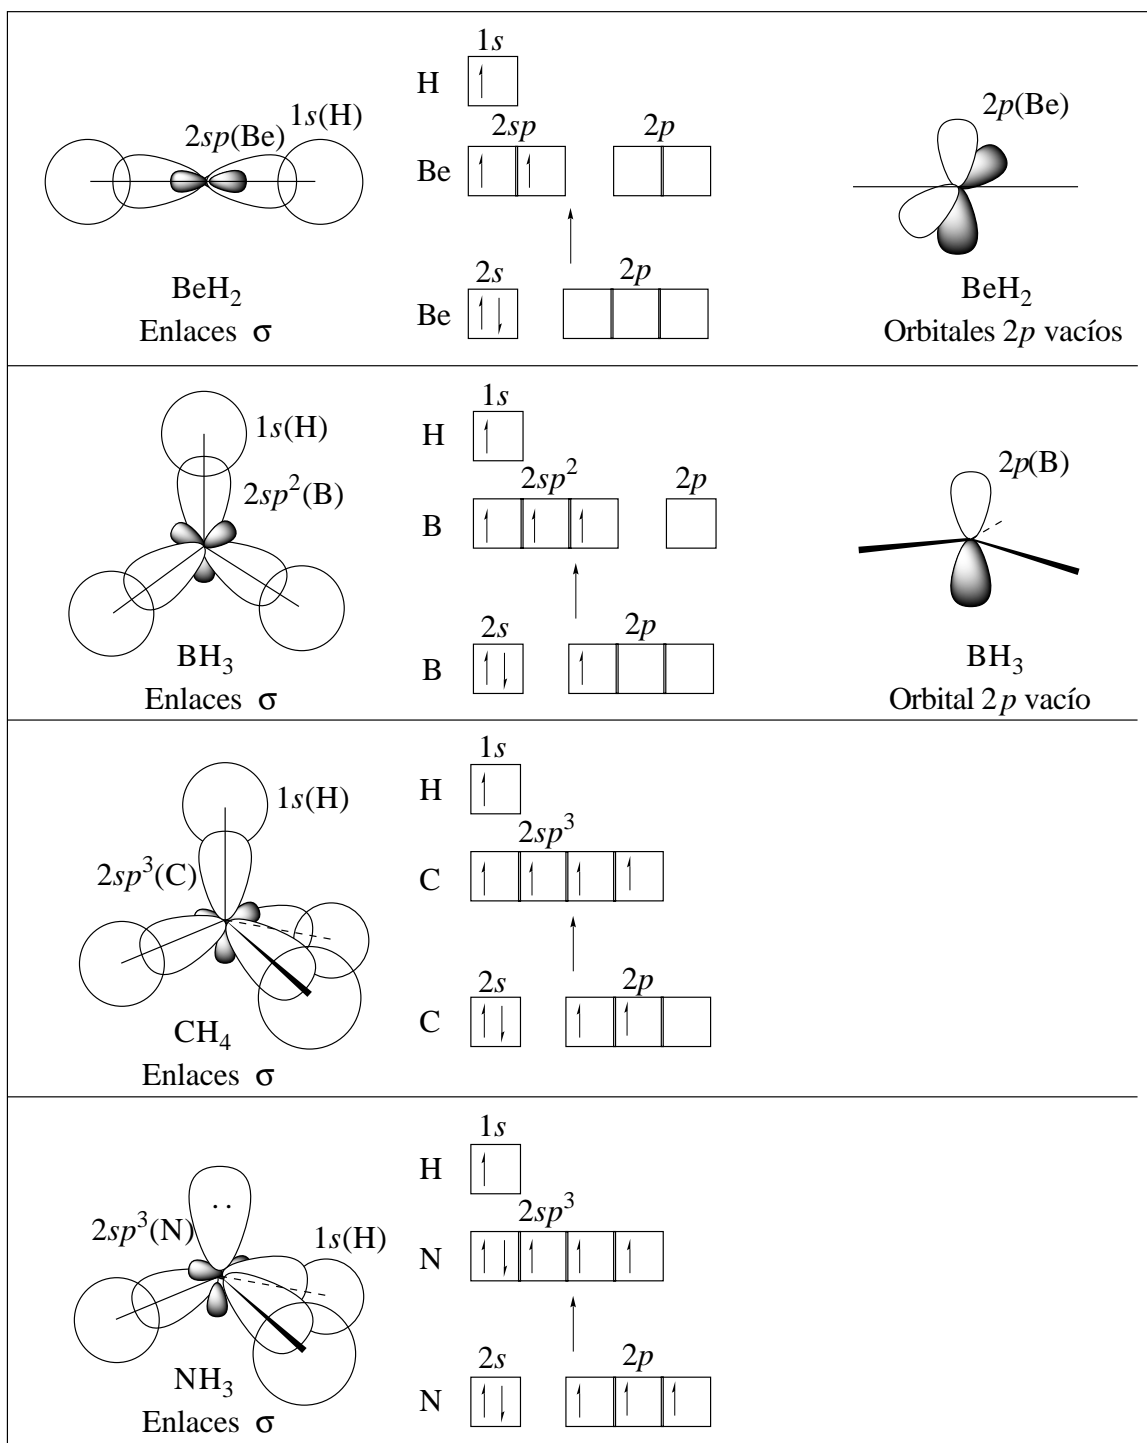 1s
H
2sp(Be) 1s(H)
2sp 2p
Be
2p(Be)
2s 2p
Be
BeH2
Enlaces σ
BeH2
Orbitales 2p vacíos
1s
H
1s(H)
2sp²(B)
2sp² 2p
B
2p(B)
2s 2p
B
BH3
Enlaces σ
BH3
Orbital 2p vacío
1s
H
1s(H)
2sp³(C)
2sp³
C
2s 2p
C
CH4
Enlaces σ
1s
H
2sp³(N) 1s(H)
2sp³
N
2s 2p
N
NH3
Enlaces σ